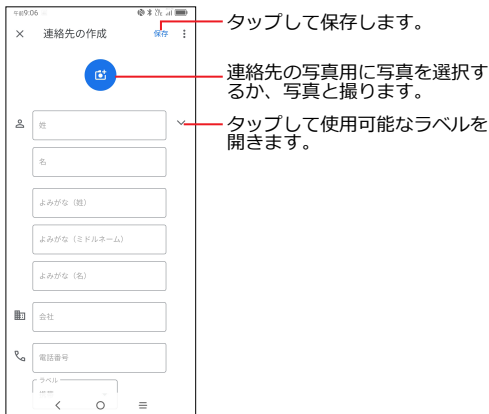 午前9:06
連絡先の作成
保存
タップして保存します。
連絡先の写真用に写真を選択す
るか、写真と撮ります。
タップして使用可能なラベルを
開きます。
姓
名
よみがな（姓）
よみがな（ミドルネーム）
よみがな（名）
会社
電話番号
ラベル